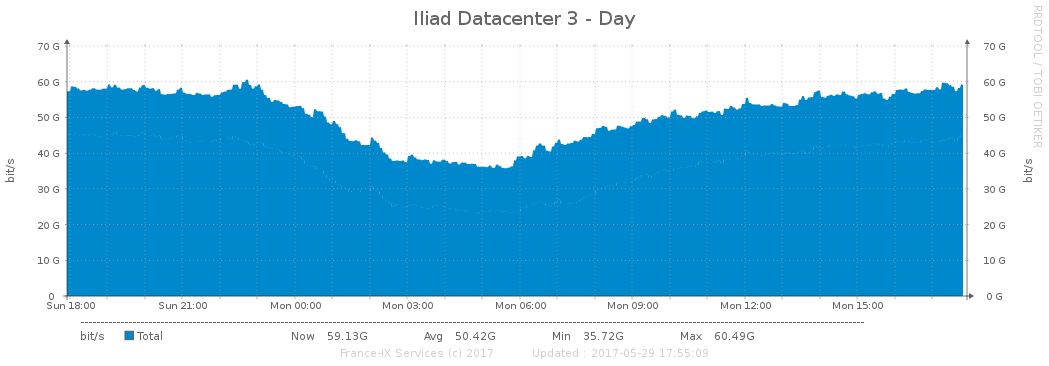 Iliad Datacenter 3 - Day
RRDTOOL / TOBI OETIKER
70 G 70 G
60 G 60 G
50 G 50 G
40 G 40 G
30 G 30 G
20 G 20 G
10 G 10 G
0 0 G
bit/s bit/s
Sun 18:00 Sun 21:00 Mon 00:00 Mon 03:00 Mon 06:00 Mon 09:00 Mon 12:00 Mon 15:00
bit/s Total Now 59.13G Avg 50.42G Min 35.72G Max 60.49G
France-IX Services (c) 2017 Updated : 2017-05-29 17:55:09